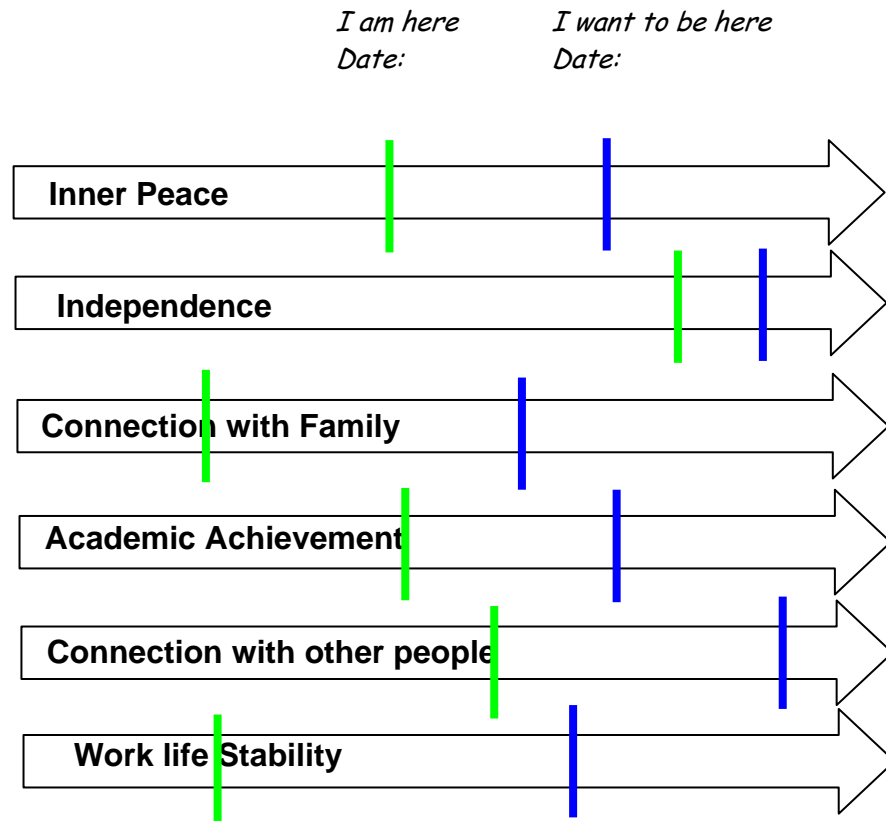 I am here I want to be here
Date: Date:
Inner Peace
Independence
Connection with Family
Academic Achievement
Connection with other people
Work life Stability